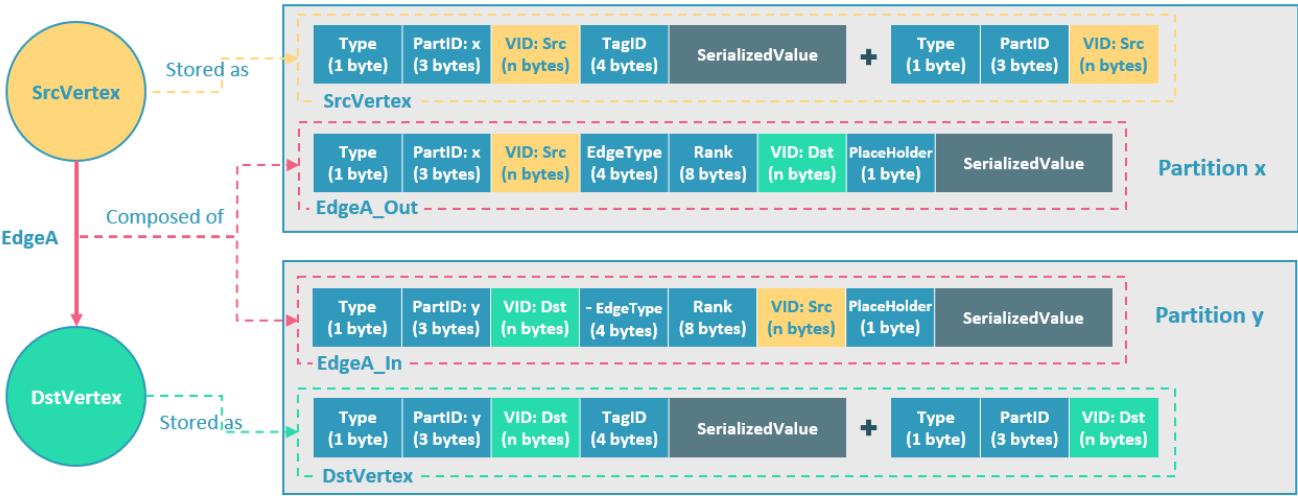 SrcVertex
Stored as
Type (1 byte)
PartID: x (3 bytes)
VID: Src (n bytes)
TagID (4 bytes)
SerializedValue
+
Type (1 byte)
PartID (3 bytes)
VID: Src (n bytes)
SrcVertex
Type (1 byte)
PartID: x (3 bytes)
VID: Src (n bytes)
EdgeType (4 bytes)
Rank (8 bytes)
VID: Dst (n bytes)
PlaceHolder (1 byte)
SerializedValue
EdgeA_Out
Partition x
Composed of
EdgeA
Type (1 byte)
PartID: y (3 bytes)
VID: Dst (n bytes)
- EdgeType (4 bytes)
Rank (8 bytes)
VID: Src (n bytes)
PlaceHolder (1 byte)
SerializedValue
EdgeA_In
Partition y
DstVertex
Stored as
Type (1 byte)
PartID: y (3 bytes)
VID: Dst (n bytes)
TagID (4 bytes)
SerializedValue
+
Type (1 byte)
PartID (3 bytes)
VID: Dst (n bytes)
DstVertex